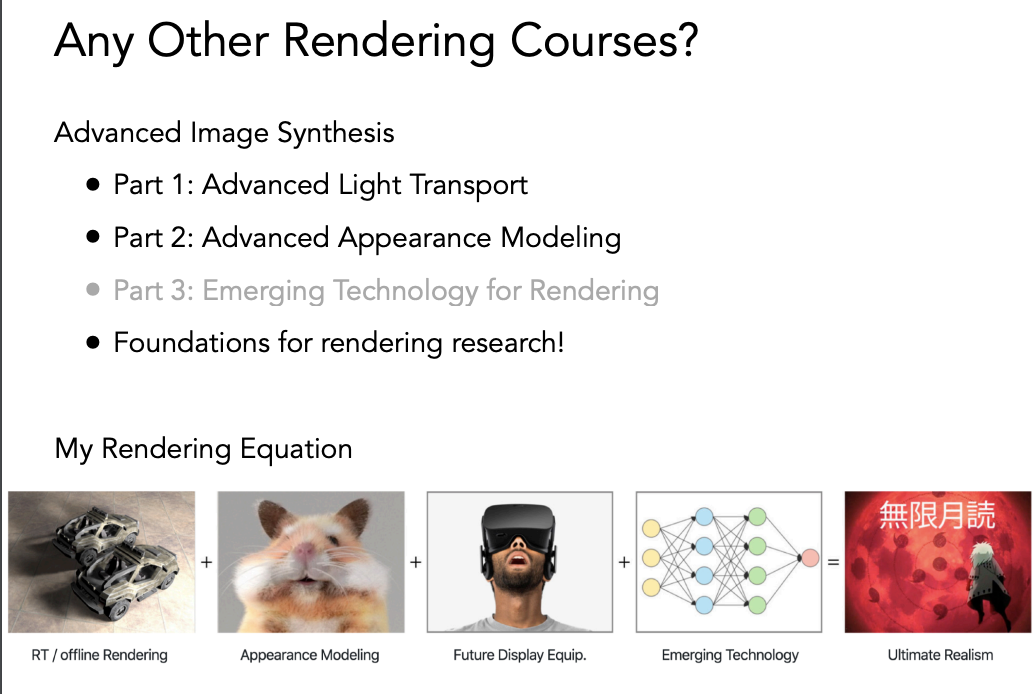 Any Other Rendering Courses?
Advanced Image Synthesis
• Part 1: Advanced Light Transport
• Part 2: Advanced Appearance Modeling
• Part 3: Emerging Technology for Rendering
• Foundations for rendering research!
My Rendering Equation
+ + + =
無限月読
RT / offline Rendering
Appearance Modeling
Future Display Equip.
Emerging Technology
Ultimate Realism